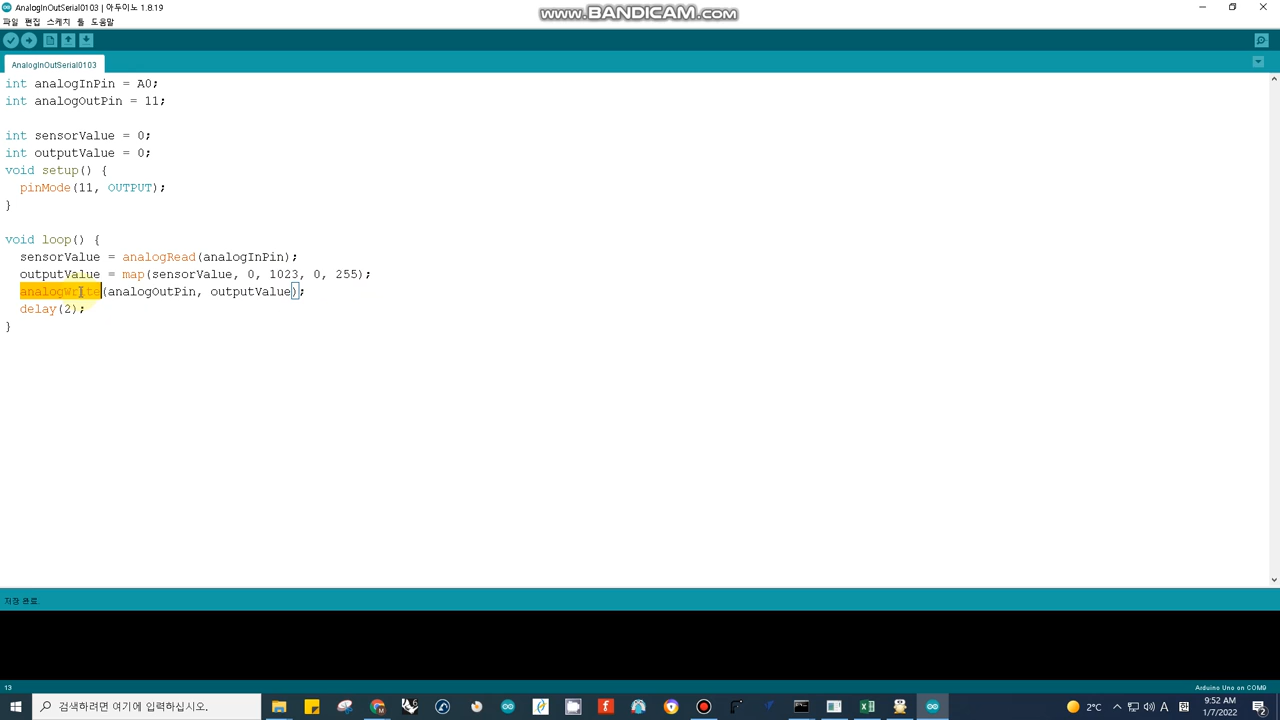 AnalogInOutSerial0103 | 아두이노 1.8.19
www.BANDICAM.com
파일 편집 스케치 툴 도움말
AnalogInOutSerial0103
int analogInPin = A0;
int analogOutPin = 11;
int sensorValue = 0;
int outputValue = 0;
void setup() {
pinMode(11, OUTPUT);
}
void loop() {
sensorValue = analogRead(analogInPin);
outputValue = map(sensorValue, 0, 1023, 0, 255);
analogWrite(analogOutPin, outputValue);
delay(2);
}
저장 완료.
13
Arduino Uno on COM9
검색하려면 여기에 입력하십시오.
2°C
A
9:52 AM
1/7/2022